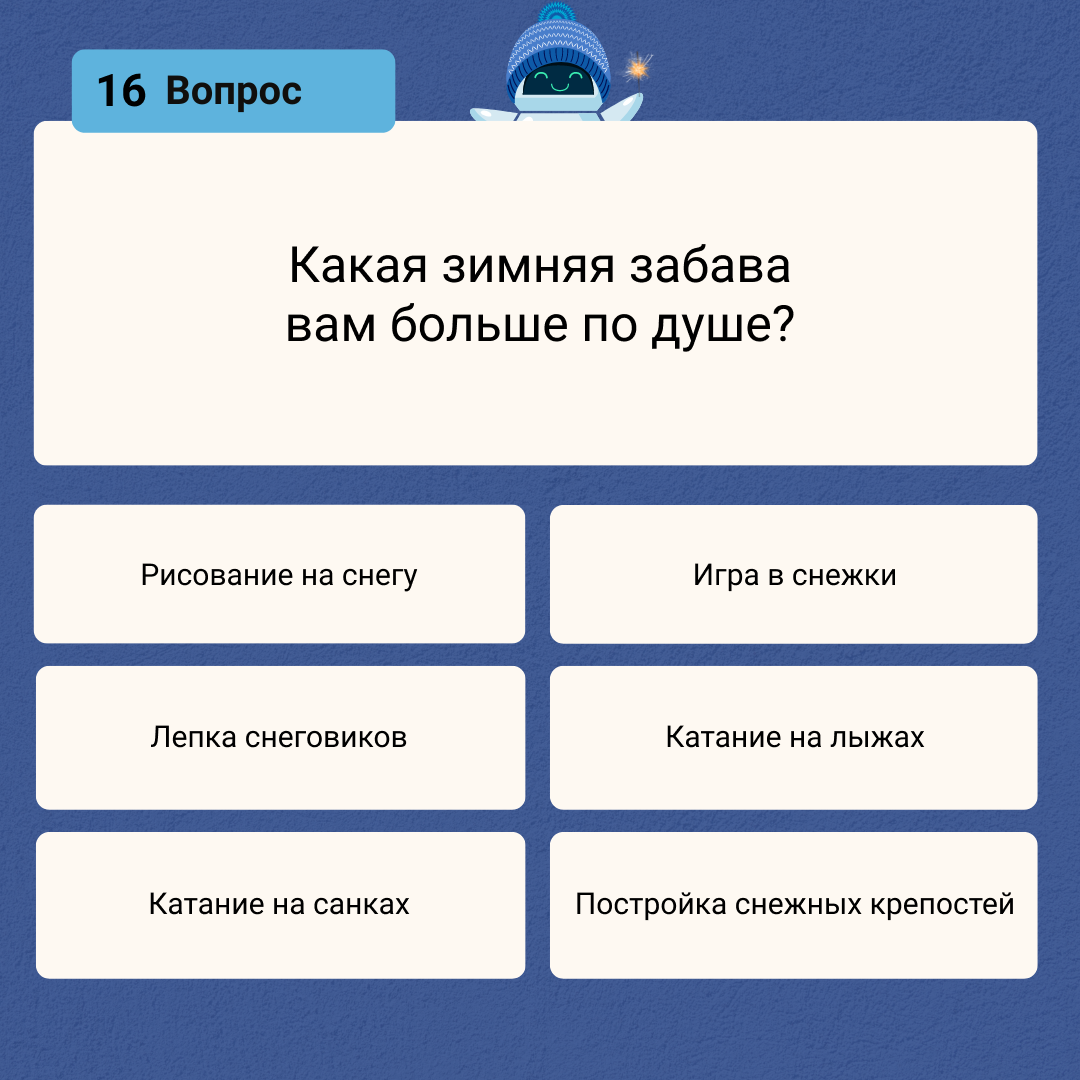 16 Вопрос
Какая зимняя забава
вам больше по душе?
Рисование на снегу
Игра в снежки
Лепка снеговиков
Катание на лыжах
Катание на санках
Постройка снежных крепостей